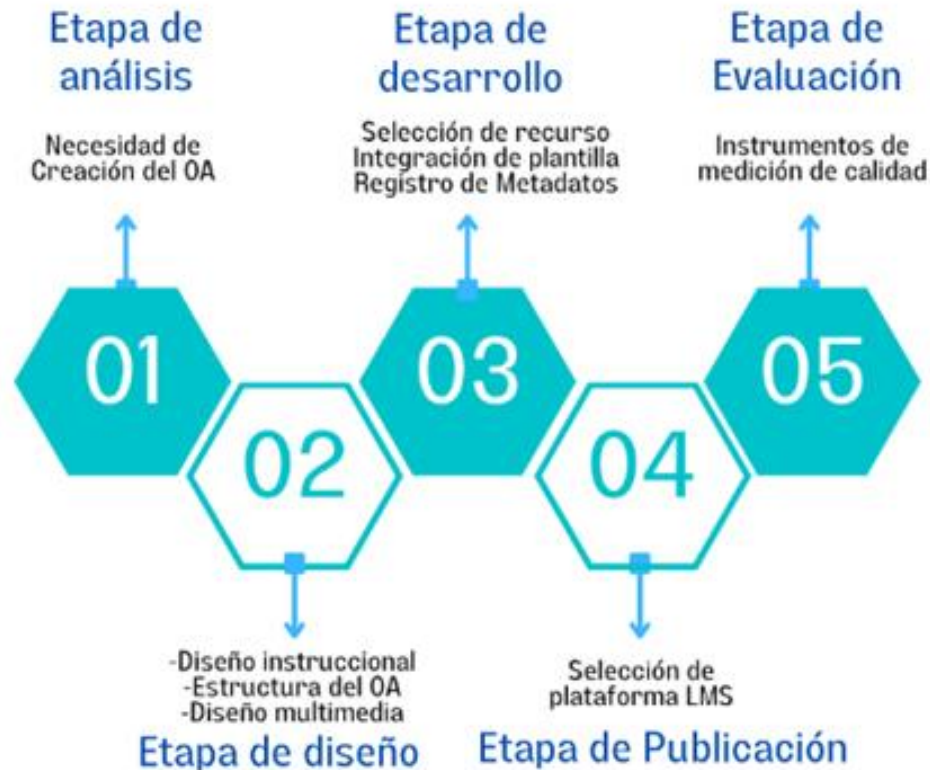 Etapa de
análisis
Necesidad de
Creación del OA
01
02
-Diseño instruccional
-Estructura del OA
-Diseño multimedia
Etapa de diseño
Etapa de
desarrollo
Selección de recurso
Integración de plantilla
Registro de Metadatos
03
04
Selección de
plataforma LMS
Etapa de Publicación
Etapa de
Evaluación
Instrumentos de
medición de calidad
05